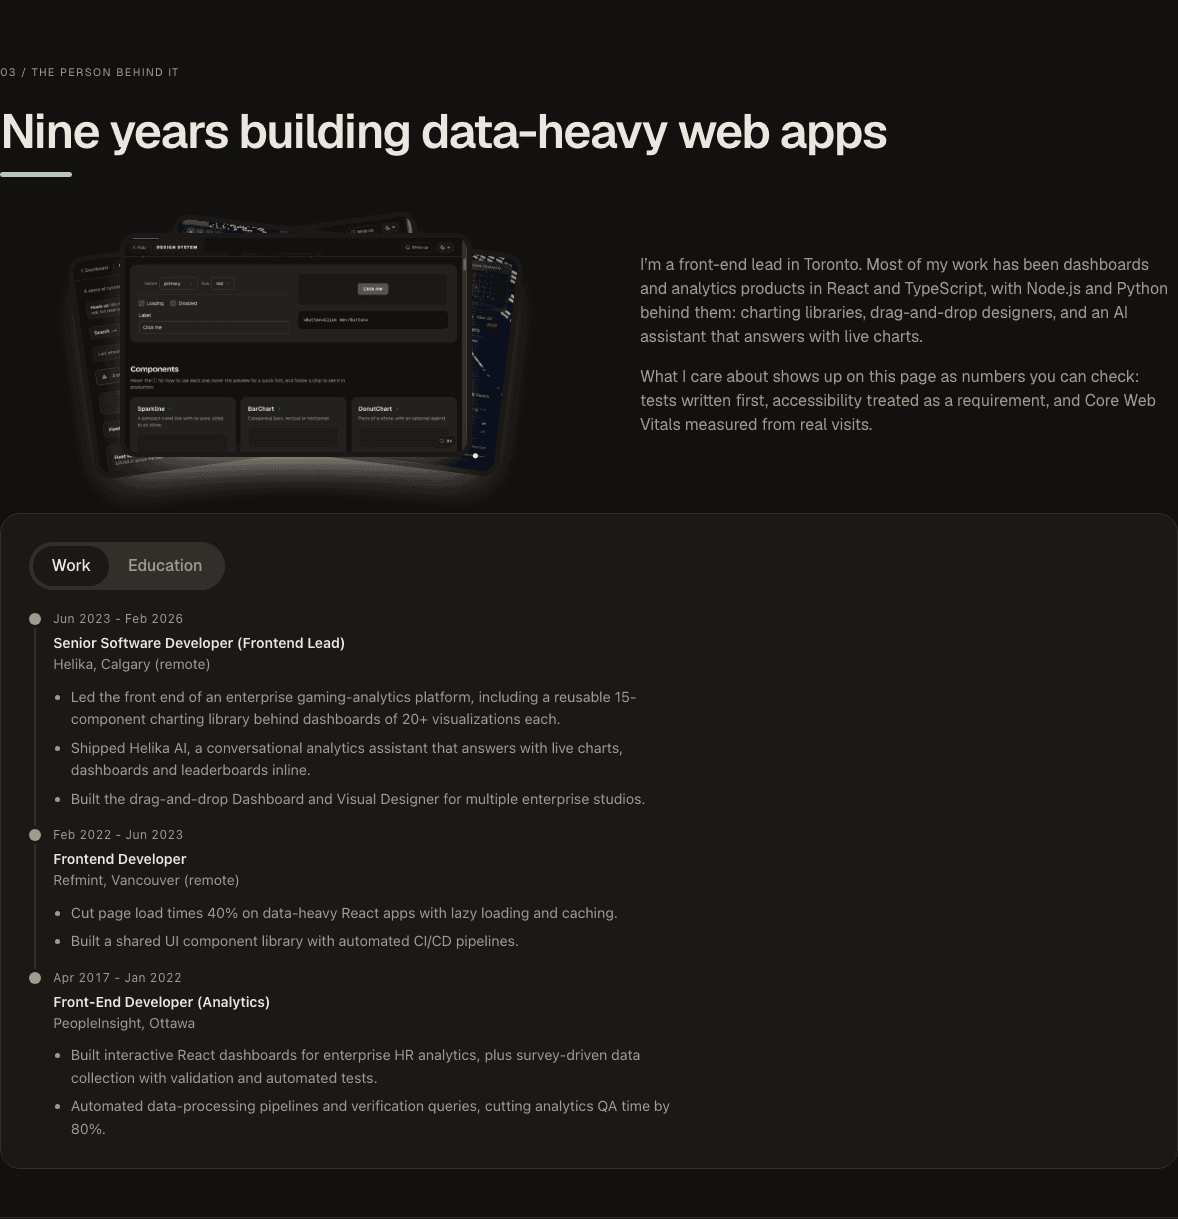 03 / THE PERSON BEHIND IT
Nine years building data-heavy web apps
Hub
DESIGN SYSTEM
Dashboard
primary
Click me
Loading
Disabled
Label
Click me
<Button>Click me</Button>
Search →
Components
production.
Sparkline
BarChart
DonutChart
I'm a front-end lead in Toronto. Most of my work has been dashboards
and analytics products in React and TypeScript, with Node.js and Python
behind them: charting libraries, drag-and-drop designers, and an AI
assistant that answers with live charts.
What I care about shows up on this page as numbers you can check:
tests written first, accessibility treated as a requirement, and Core Web
Vitals measured from real visits.
Work
Education
Jun 2023 - Feb 2026
Senior Software Developer (Frontend Lead)
Helika, Calgary (remote)
• Led the front end of an enterprise gaming-analytics platform, including a reusable 15-
component charting library behind dashboards of 20+ visualizations each.
• Shipped Helika AI, a conversational analytics assistant that answers with live charts,
dashboards and leaderboards inline.
• Built the drag-and-drop Dashboard and Visual Designer for multiple enterprise studios.
Feb 2022 - Jun 2023
Frontend Developer
Refmint, Vancouver (remote)
• Cut page load times 40% on data-heavy React apps with lazy loading and caching.
• Built a shared UI component library with automated CI/CD pipelines.
Apr 2017 - Jan 2022
Front-End Developer (Analytics)
PeopleInsight, Ottawa
• Built interactive React dashboards for enterprise HR analytics, plus survey-driven data
collection with validation and automated tests.
• Automated data-processing pipelines and verification queries, cutting analytics QA time by
80%.